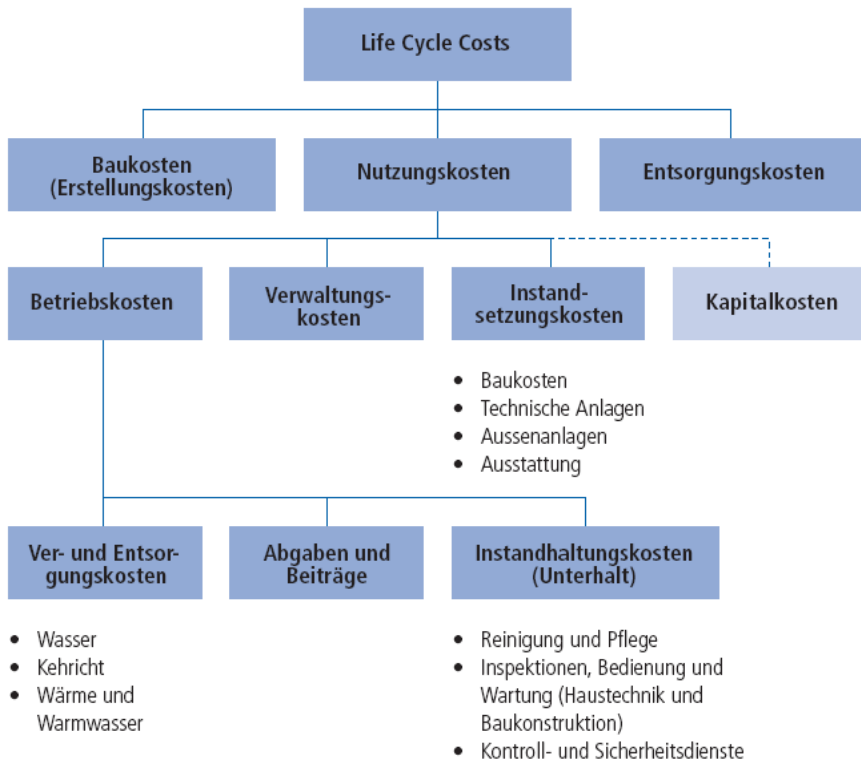 Life Cycle Costs
Baukosten
(Erstellungskosten)
Nutzungskosten
Entsorgungskosten
Betriebskosten
Verwaltungs-
kosten
Instand-
setzungskosten
Kapitalkosten
• Baukosten
• Technische Anlagen
• Aussenanlagen
• Ausstattung
Ver- und Entsor-
gungskosten
Abgaben und
Beiträge
Instandhaltungskosten
(Unterhalt)
• Wasser
• Kehricht
• Wärme und
Warmwasser
• Reinigung und Pflege
• Inspektionen, Bedienung und
Wartung (Haustechnik und
Baukonstruktion)
• Kontroll- und Sicherheitsdienste